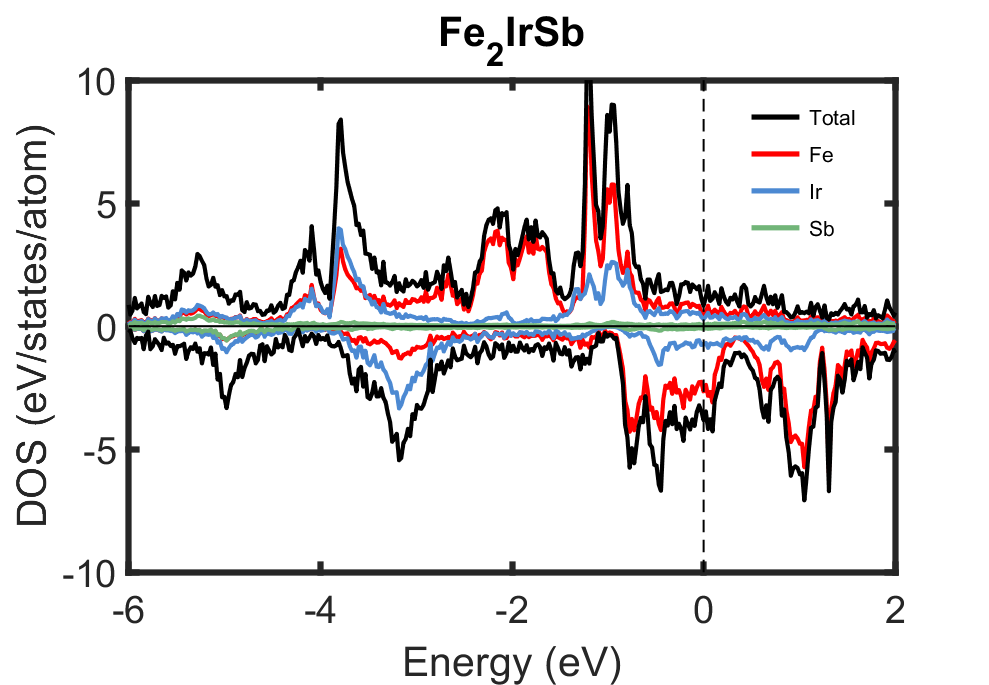 Fe₂IrSb
DOS (eV/states/atom)
10
5
0
0
-5
-10
Total
Fe
Ir
Sb
-6 -4 -2 0 2
Energy (eV)